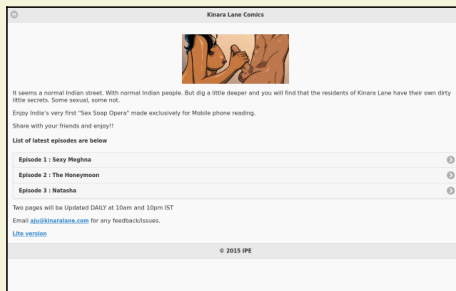 Kinara Lane Comics
It seems a normal Indian street. With normal Indian people. But dig a little deeper and you will find that the residents of Kinara Lane have their own dirty
little secrets. Some sexual, some not.
Enjoy India's very first "Sex Soap Opera" made exclusively for Mobile phone reading.
Share with your friends and enjoy!!
List of latest episodes are below
Episode 1 : Sexy Meghna
Episode 2 : The Honeymoon
Episode 3 : Natasha
Two pages will be Updated DAILY at 10am and 10pm IST
Email aju@kinaralane.com for any feedback/issues.
Lite version
© 2015 IPE